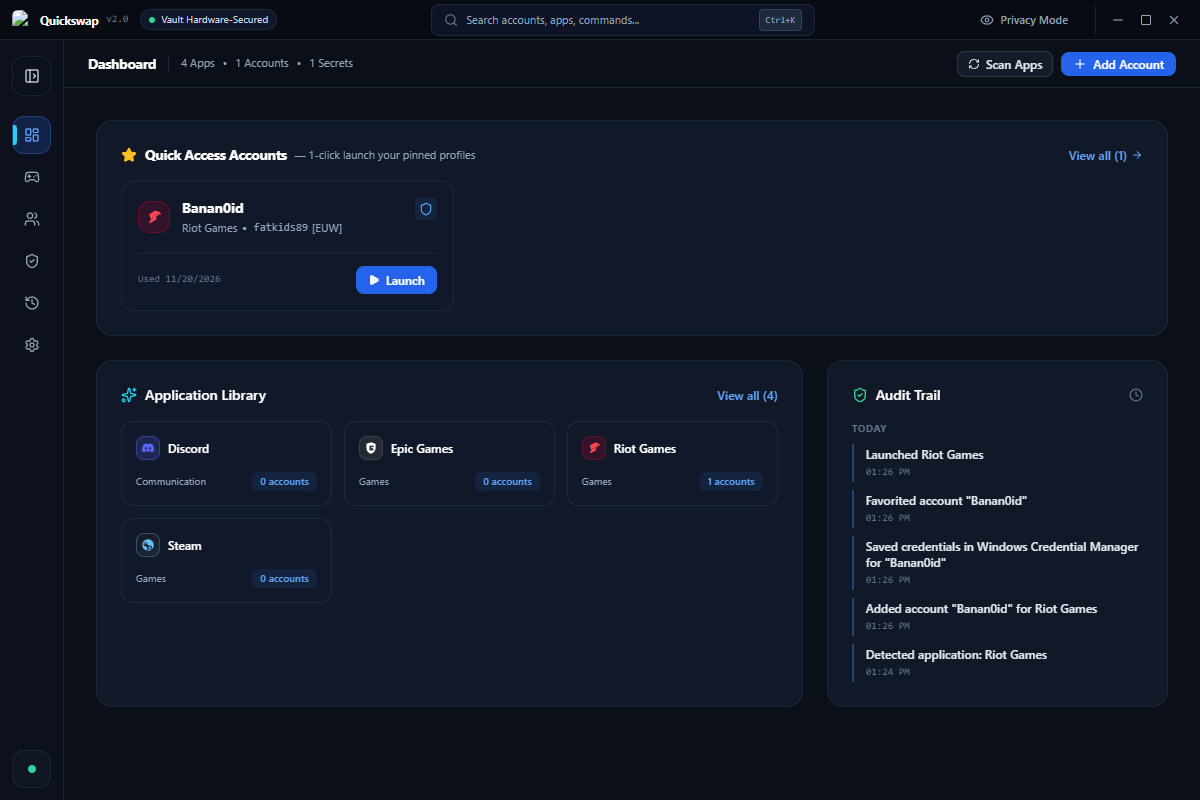 Quickswap v2.0
Vault Hardware-Secured
Search accounts, apps, commands...
Ctrl+K
Privacy Mode
Dashboard
4 Apps • 1 Accounts • 1 Secrets
Scan Apps
Add Account
Quick Access Accounts — 1-click launch your pinned profiles
View all (1)
Banan0id
Riot Games • fatkids89 [EUW]
Used 11/20/2026
Launch
Application Library
View all (4)
Discord
Communication
0 accounts
Epic Games
Games
0 accounts
Riot Games
Games
1 accounts
Steam
Games
0 accounts
Audit Trail
TODAY
Launched Riot Games
01:26 PM
Favorited account "Banan0id"
01:26 PM
Saved credentials in Windows Credential Manager
for "Banan0id"
01:26 PM
Added account "Banan0id" for Riot Games
01:26 PM
Detected application: Riot Games
01:24 PM